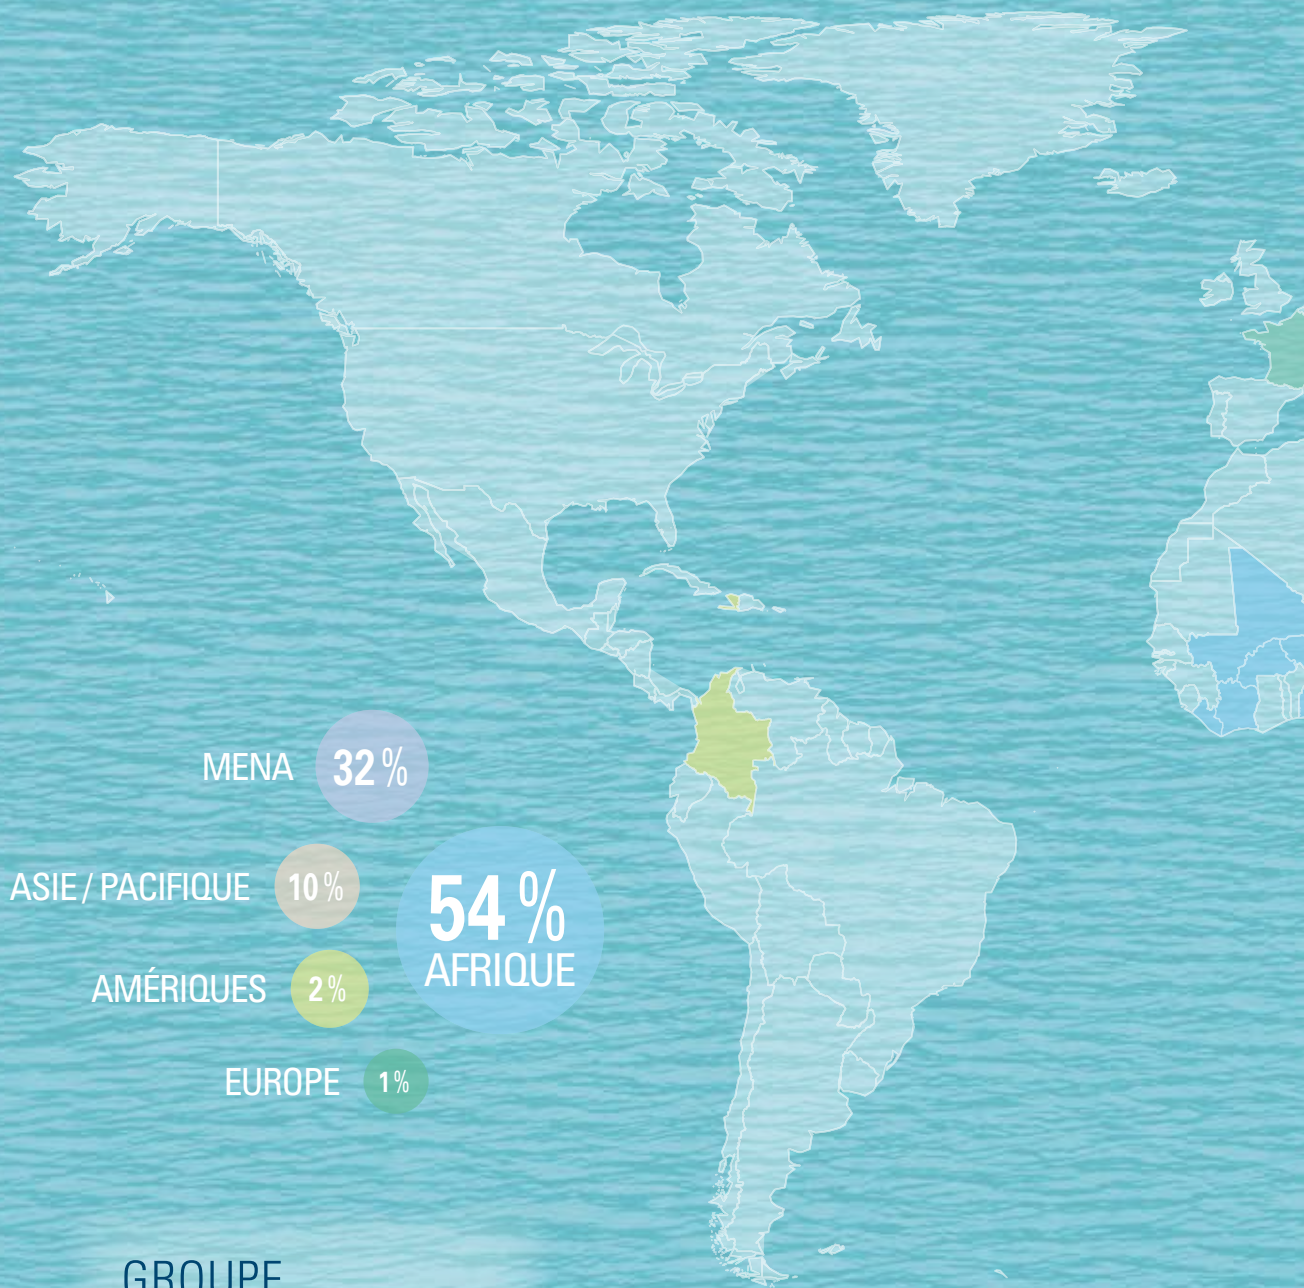 MENA 32 %
ASIE / PACIFIQUE 10 %
54 %
AFRIQUE
AMÉRIQUES 2 %
EUROPE 1 %
GROUPE